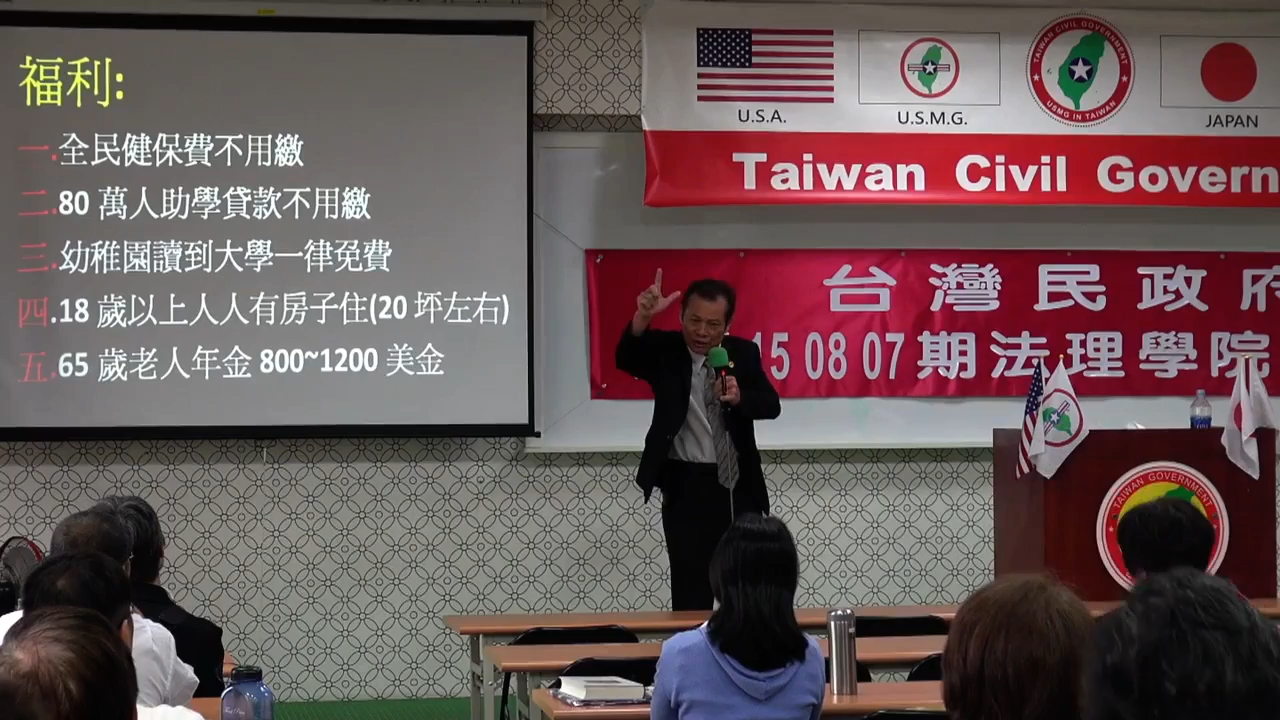 福利:
一.全民健保費不用繳
二.80 萬人助學貸款不用繳
三.幼稚園讀到大學一律免費
四.18 歲以上人人有房子住(20 坪左右)
五.65 歲老人年金 800~1200 美金
U.S.A.
U.S.M.G.
TAIWAN CIVIL GOVERNMENT
USMG IN TAIWAN
JAPAN
Taiwan Civil Govern
台灣民政府
15 08 07 期法理學院
TAIWAN GOVERNMENT